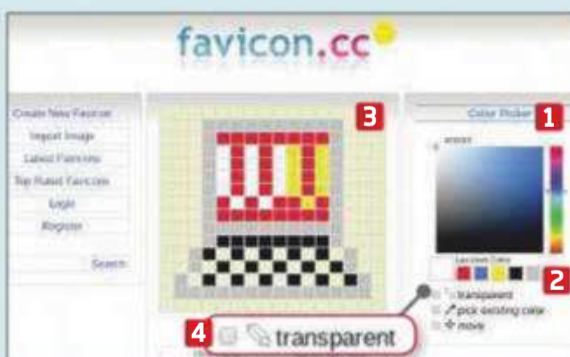 favicon.cc
Create New Favicon
Import Image
Latest Favicons
Top Rated Favicons
Login
Register
Search
3
Color Picker
1
Last used Colors
2
transparent
pick existing color
move
4
transparent